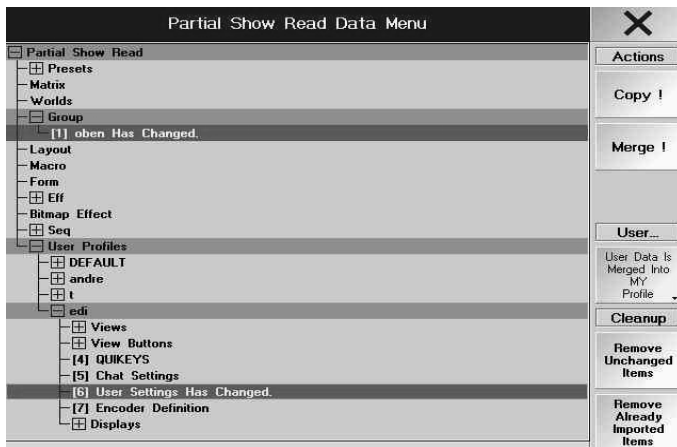 Partial Show Read Data Menu
Partial Show Read
Presets
Matrix
Worlds
Group
[1] oben Has Changed.
Layout
Macro
Form
Eff
Bitmap Effect
Seq
User Profiles
DEFAULT
andre
t
edi
Views
View Buttons
[4] QUIKEYS
[5] Chat Settings
[6] User Settings Has Changed.
[7] Encoder Definition
Displays
Actions
Copy !
Merge !
User...
User Data Is
Merged Into
MY
Profile
Cleanup
Remove
Unchanged
Items
Remove
Already
Imported
Items